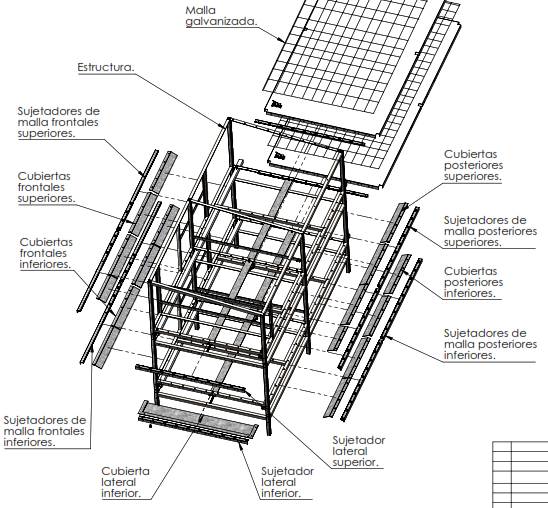 Malla
galvanizada.
Estructura.
Sujetadores de
malla frontales
superiores.
Cubiertas
frontales
superiores.
Cubiertas
frontales
inferiores.
Cubiertas
posteriores
superiores.
Sujetadores de
malla posteriores
superiores.
Cubiertas
posteriores
inferiores.
Sujetadores de
malla posteriores
inferiores.
Sujetadores de
malla frontales
inferiores.
Cubierta
lateral
inferior.
Sujetador
lateral
inferior.
Sujetador
lateral
superior.